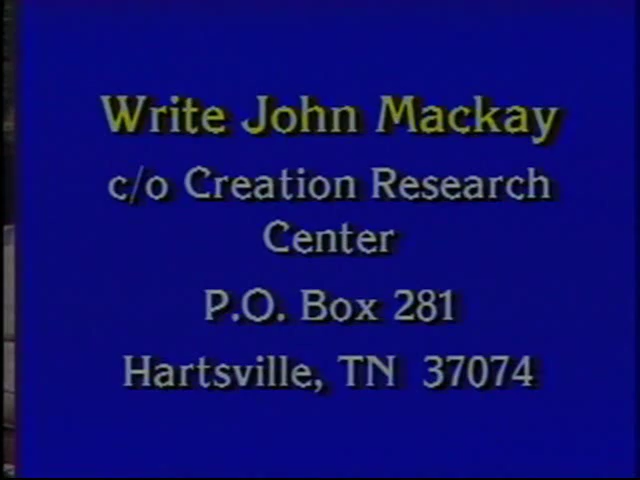 Write John Mackay
c/o Creation Research
Center
P.O. Box 281
Hartsville, TN 37074